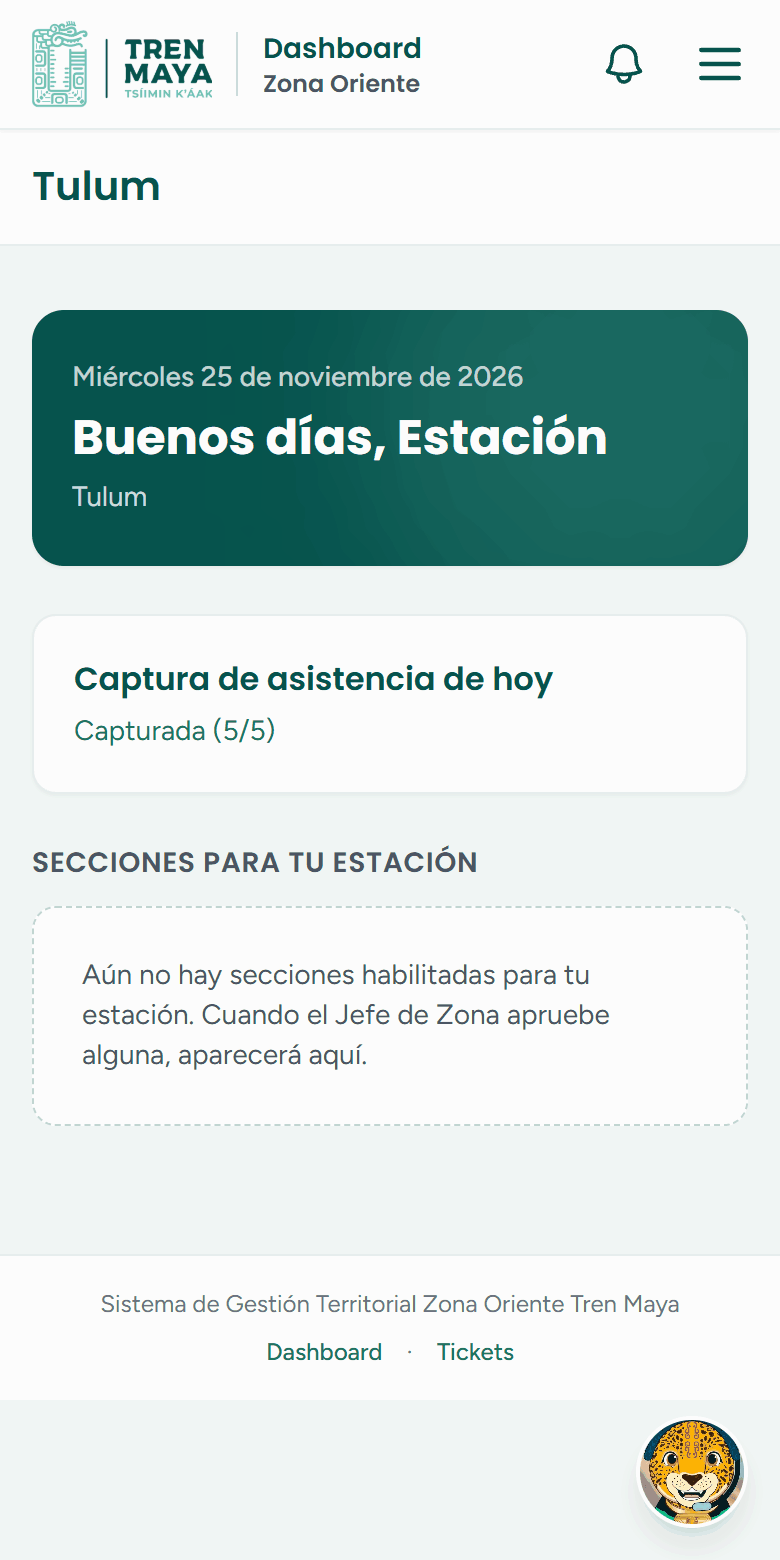 TREN
MAYA
TSÍIMIN K'ÁAK
Dashboard
Zona Oriente
Tulum
Miércoles 25 de noviembre de 2026
Buenos días, Estación
Tulum
Captura de asistencia de hoy
Capturada (5/5)
SECCIONES PARA TU ESTACIÓN
Aún no hay secciones habilitadas para tu
estación. Cuando el Jefe de Zona apruebe
alguna, aparecerá aquí.
Sistema de Gestión Territorial Zona Oriente Tren Maya
Dashboard · Tickets